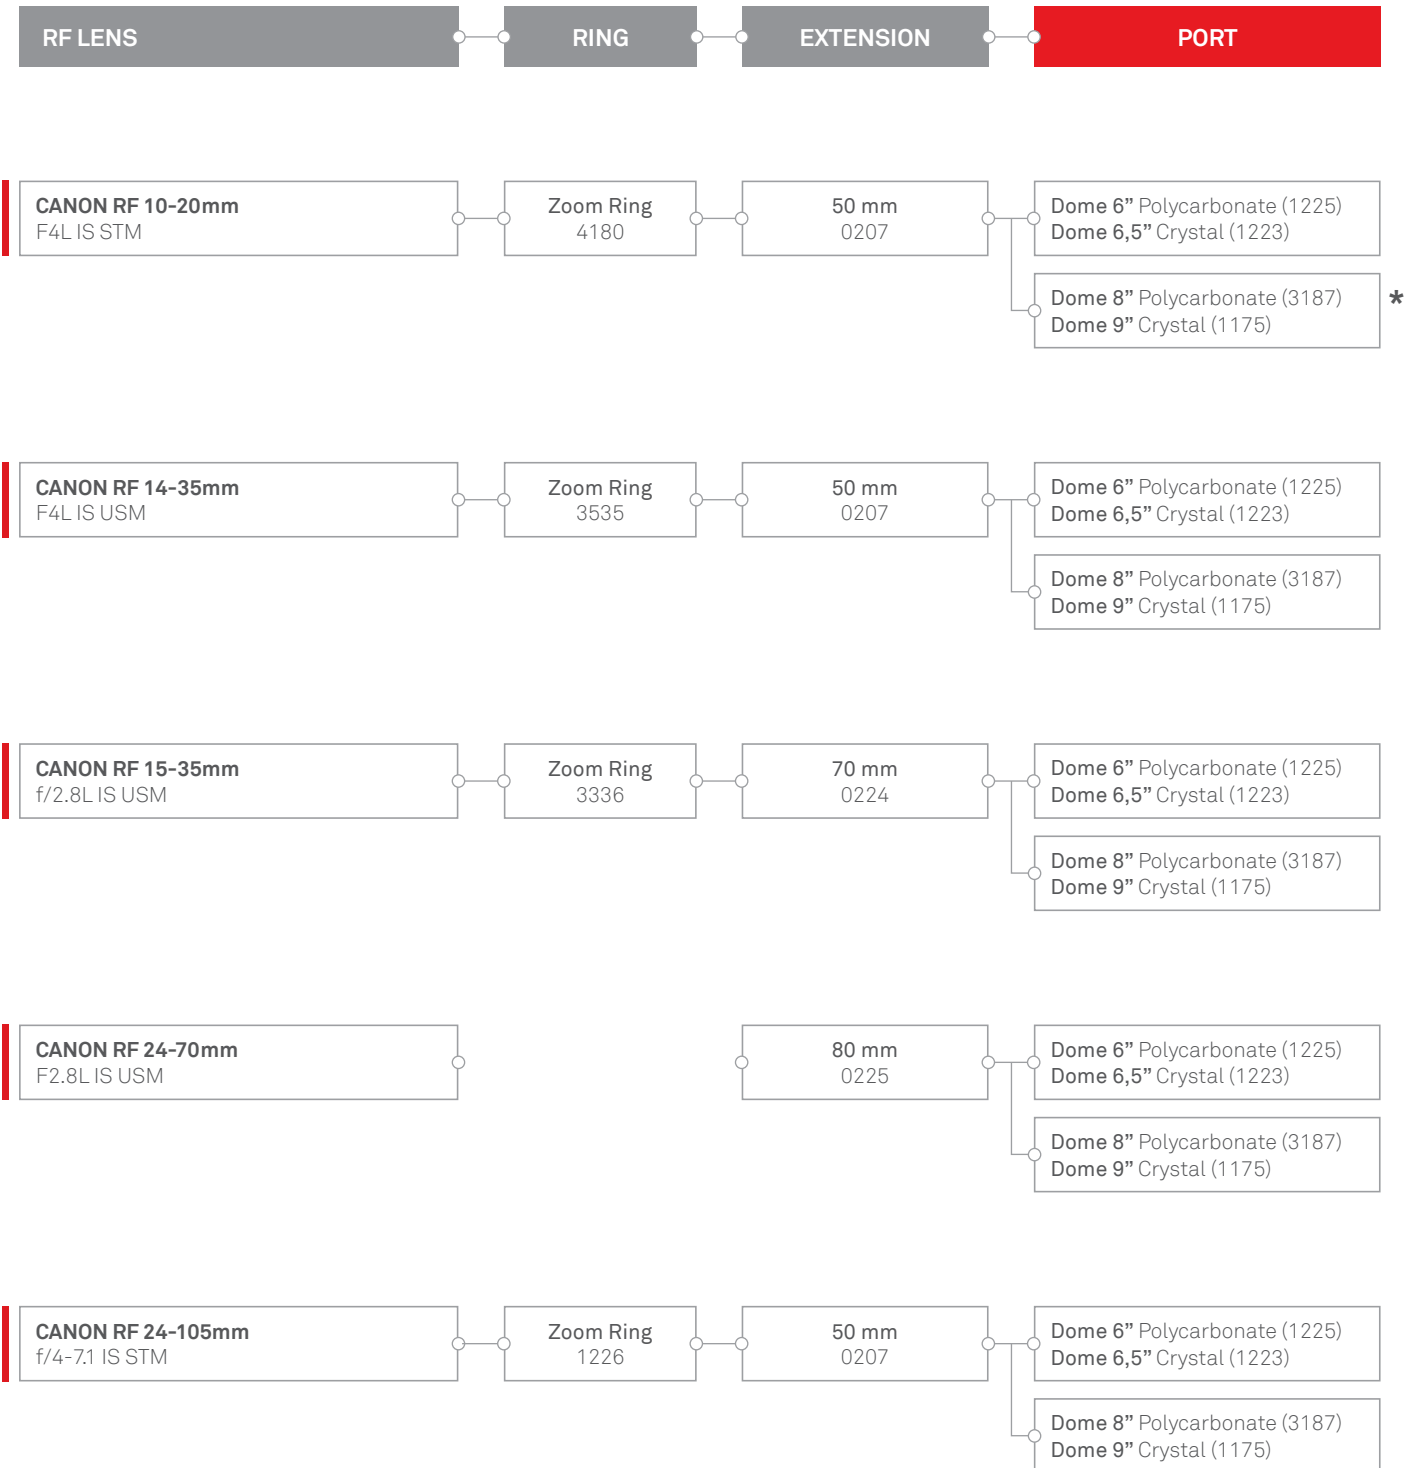 RF LENS
RING
EXTENSION
PORT
CANON RF 10-20mm
F4L IS STM
Zoom Ring
4180
50 mm
0207
Dome 6” Polycarbonate (1225)
Dome 6,5” Crystal (1223)
Dome 8” Polycarbonate (3187)
Dome 9” Crystal (1175)
*
CANON RF 14-35mm
F4L IS USM
Zoom Ring
3535
50 mm
0207
Dome 6” Polycarbonate (1225)
Dome 6,5” Crystal (1223)
Dome 8” Polycarbonate (3187)
Dome 9” Crystal (1175)
CANON RF 15-35mm
f/2.8L IS USM
Zoom Ring
3336
70 mm
0224
Dome 6” Polycarbonate (1225)
Dome 6,5” Crystal (1223)
Dome 8” Polycarbonate (3187)
Dome 9” Crystal (1175)
CANON RF 24-70mm
F2.8L IS USM
80 mm
0225
Dome 6” Polycarbonate (1225)
Dome 6,5” Crystal (1223)
Dome 8” Polycarbonate (3187)
Dome 9” Crystal (1175)
CANON RF 24-105mm
f/4-7.1 IS STM
Zoom Ring
1226
50 mm
0207
Dome 6” Polycarbonate (1225)
Dome 6,5” Crystal (1223)
Dome 8” Polycarbonate (3187)
Dome 9” Crystal (1175)